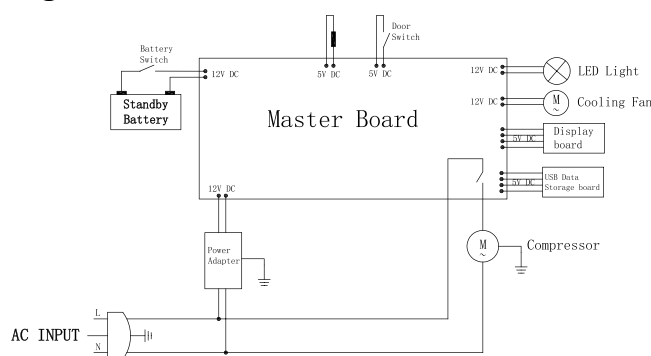 Door
Switch
Battery
Switch
12V DC
5V DC
5V DC
12V DC
LED Light
Standby
Battery
12V DC
M
~
Cooling Fan
Master Board
5V DC
Display
board
5V DC
USB Data
Storage board
12V DC
Power
Adapter
M
~
Compressor
L
AC INPUT
N